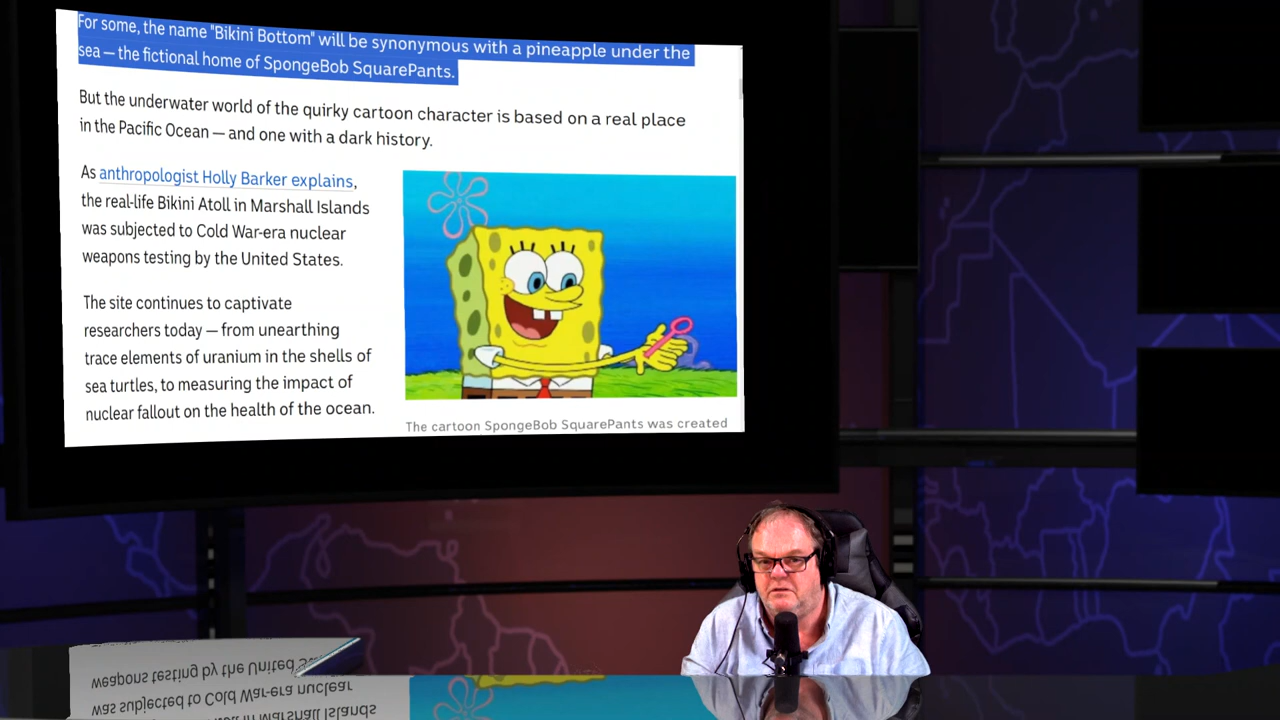 For some, the name "Bikini Bottom" will be synonymous with a pineapple under the
sea — the fictional home of SpongeBob SquarePants.
But the underwater world of the quirky cartoon character is based on a real place
in the Pacific Ocean — and one with a dark history.
As anthropologist Holly Barker explains,
the real-life Bikini Atoll in Marshall Islands
was subjected to Cold War-era nuclear
weapons testing by the United States.
The site continues to captivate
researchers today — from unearthing
trace elements of uranium in the shells of
sea turtles, to measuring the impact of
nuclear fallout on the health of the ocean.
The cartoon SpongeBob SquarePants was created